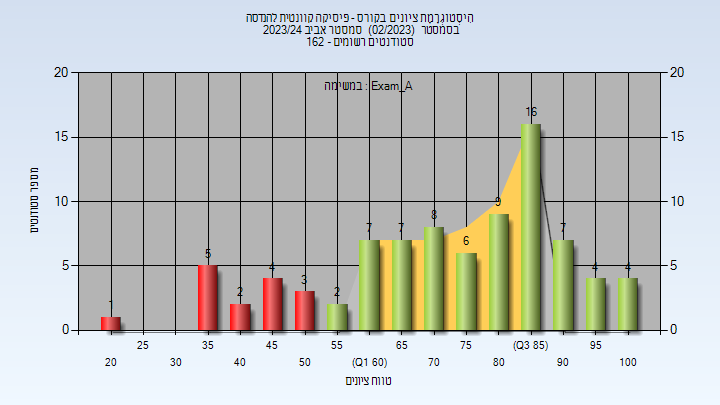 היסטוגרמת ציונים בקורס - פיסיקה קוונטית להנדסה
בסמסטר (02/2023) סמסטר אביב 2023/24
סטודנטים רשומים - 162
במשימה : Exam_A
מספר סטודנטים
20 20
15 15
10 10
5 5
0 0
1 5 2 4 3 2 7 7 8 6 9 16 7 4 4
25 35 45 55 65 75 (Q3 85) 95
20 30 40 50 (Q1 60) 70 80 90 100
טווח ציונים